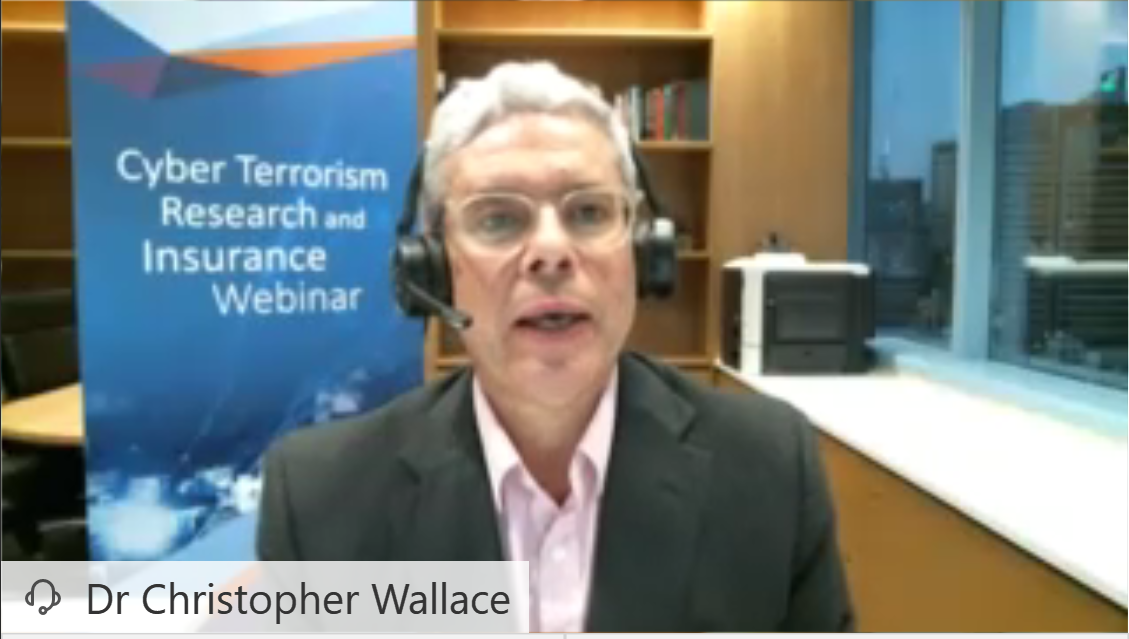 Cyber Terrorism
Research and
Insurance
Webinar
Dr Christopher Wallace